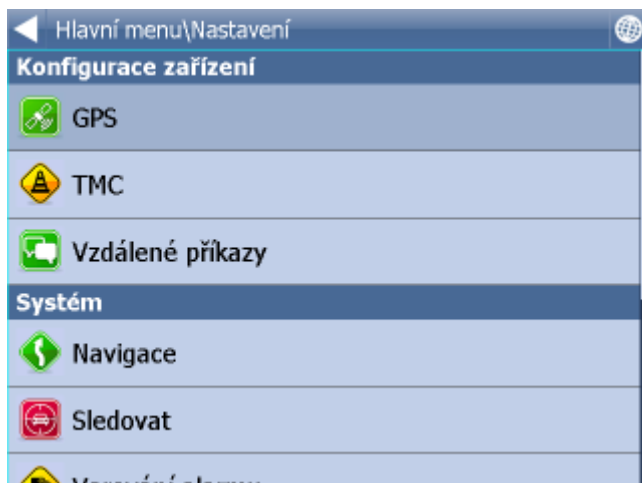 Hlavní menu\Nastavení
Konfigurace zařízení
GPS
TMC
Vzdálené příkazy
Systém
Navigace
Sledovat